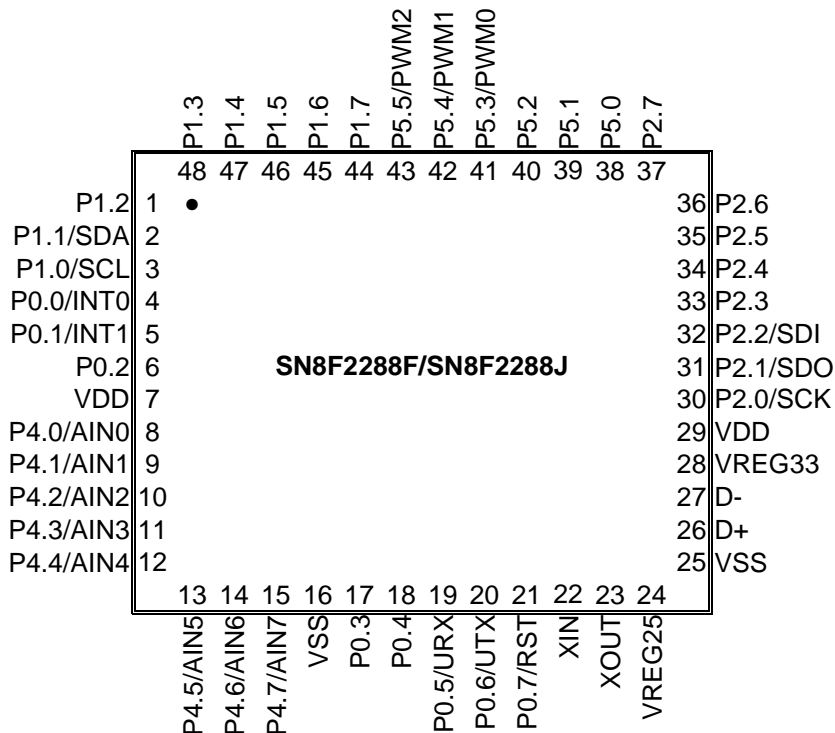 P1.3 P1.4 P1.5 P1.6 P1.7 P5.5/PWM2 P5.4/PWM1 P5.3/PWM0 P5.2 P5.1 P5.0 P2.7
48 47 46 45 44 43 42 41 40 39 38 37
P1.2 1 ● 36 P2.6
P1.1/SDA 2 35 P2.5
P1.0/SCL 3 34 P2.4
P0.0/INT0 4 33 P2.3
P0.1/INT1 5 32 P2.2/SDI
P0.2 6 SN8F2288F/SN8F2288J 31 P2.1/SDO
VDD 7 30 P2.0/SCK
P4.0/AIN0 8 29 VDD
P4.1/AIN1 9 28 VREG33
P4.2/AIN2 10 27 D-
P4.3/AIN3 11 26 D+
P4.4/AIN4 12 25 VSS
13 14 15 16 17 18 19 20 21 22 23 24
P4.5/AIN5 P4.6/AIN6 P4.7/AIN7 VSS P0.3 P0.4 P0.5/URX P0.6/UTX P0.7/RST XIN XOUT VREG25